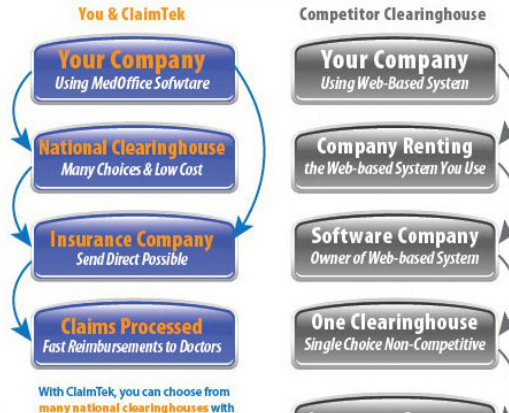 You & ClaimTek
Your Company
Using MedOffice Sofwtare
National Clearinghouse
Many Choices & Low Cost
Insurance Company
Send Direct Possible
Claims Processed
Fast Reimbursements to Doctors
With ClaimTek, you can choose from
many national clearinghouses with
Competitor Clearinghouse
Your Company
Using Web-Based System
Company Renting
the Web-based System You Use
Software Company
Owner of Web-based System
One Clearinghouse
Single Choice Non-Competitive